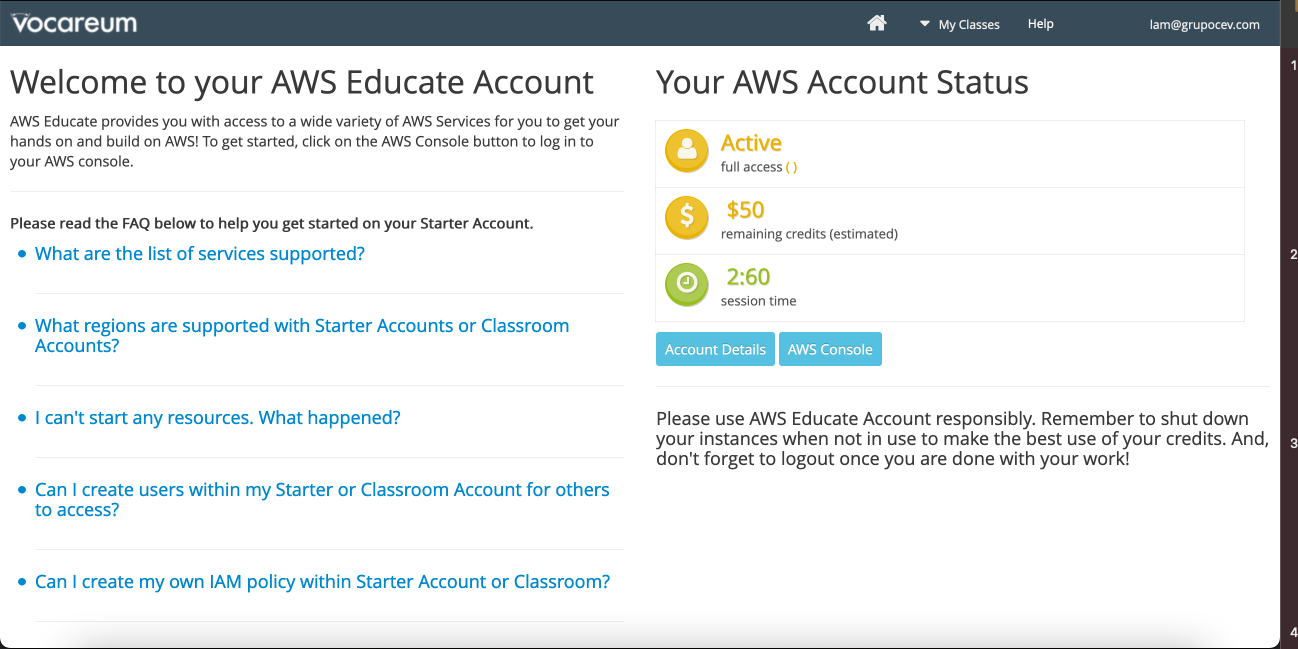 Vocareum
My Classes
Help
lam@grupocev.com
Welcome to your AWS Educate Account
AWS Educate provides you with access to a wide variety of AWS Services for you to get your
hands on and build on AWS! To get started, click on the AWS Console button to log in to
your AWS console.
Please read the FAQ below to help you get started on your Starter Account.
What are the list of services supported?
What regions are supported with Starter Accounts or Classroom
Accounts?
I can't start any resources. What happened?
Can I create users within my Starter or Classroom Account for others
to access?
Can I create my own IAM policy within Starter Account or Classroom?
Your AWS Account Status
Active
full access ( )
$
$50
remaining credits (estimated)
2:60
session time
Account Details
AWS Console
Please use AWS Educate Account responsibly. Remember to shut down
your instances when not in use to make the best use of your credits. And,
don't forget to logout once you are done with your work!
1
2
3
4